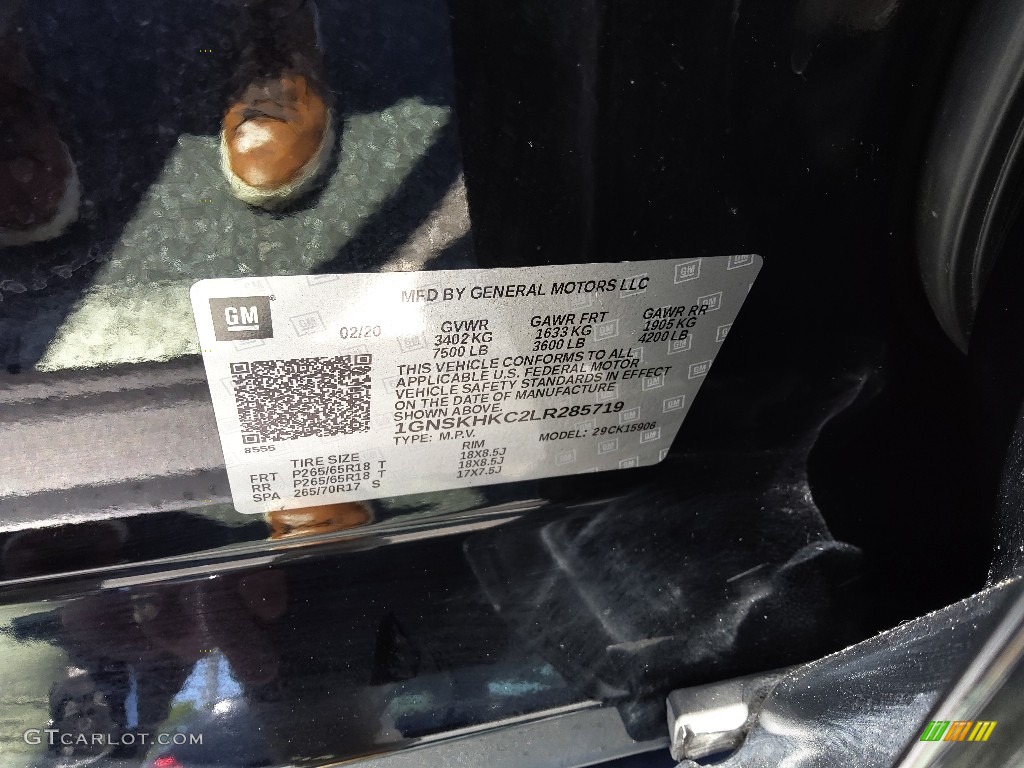 GM
MFD BY GENERAL MOTORS LLC
02/20
GVWR GAWR FRT GAWR RR
3402 KG 1633 KG 1905 KG
7500 LB 3600 LB 4200 LB
THIS VEHICLE CONFORMS TO ALL
APPLICABLE U.S. FEDERAL MOTOR
VEHICLE SAFETY STANDARDS IN EFFECT
ON THE DATE OF MANUFACTURE
SHOWN ABOVE.
1GNSKHKC2LR285719
8555
TYPE: M.P.V. MODEL: 29CK15906
TIRE SIZE RIM
FRT P265/65R18 T 18X8.5J
RR P265/65R18 T 18X8.5J
SPA 265/70R17 S 17X7.5J
GTCARLOT.COM